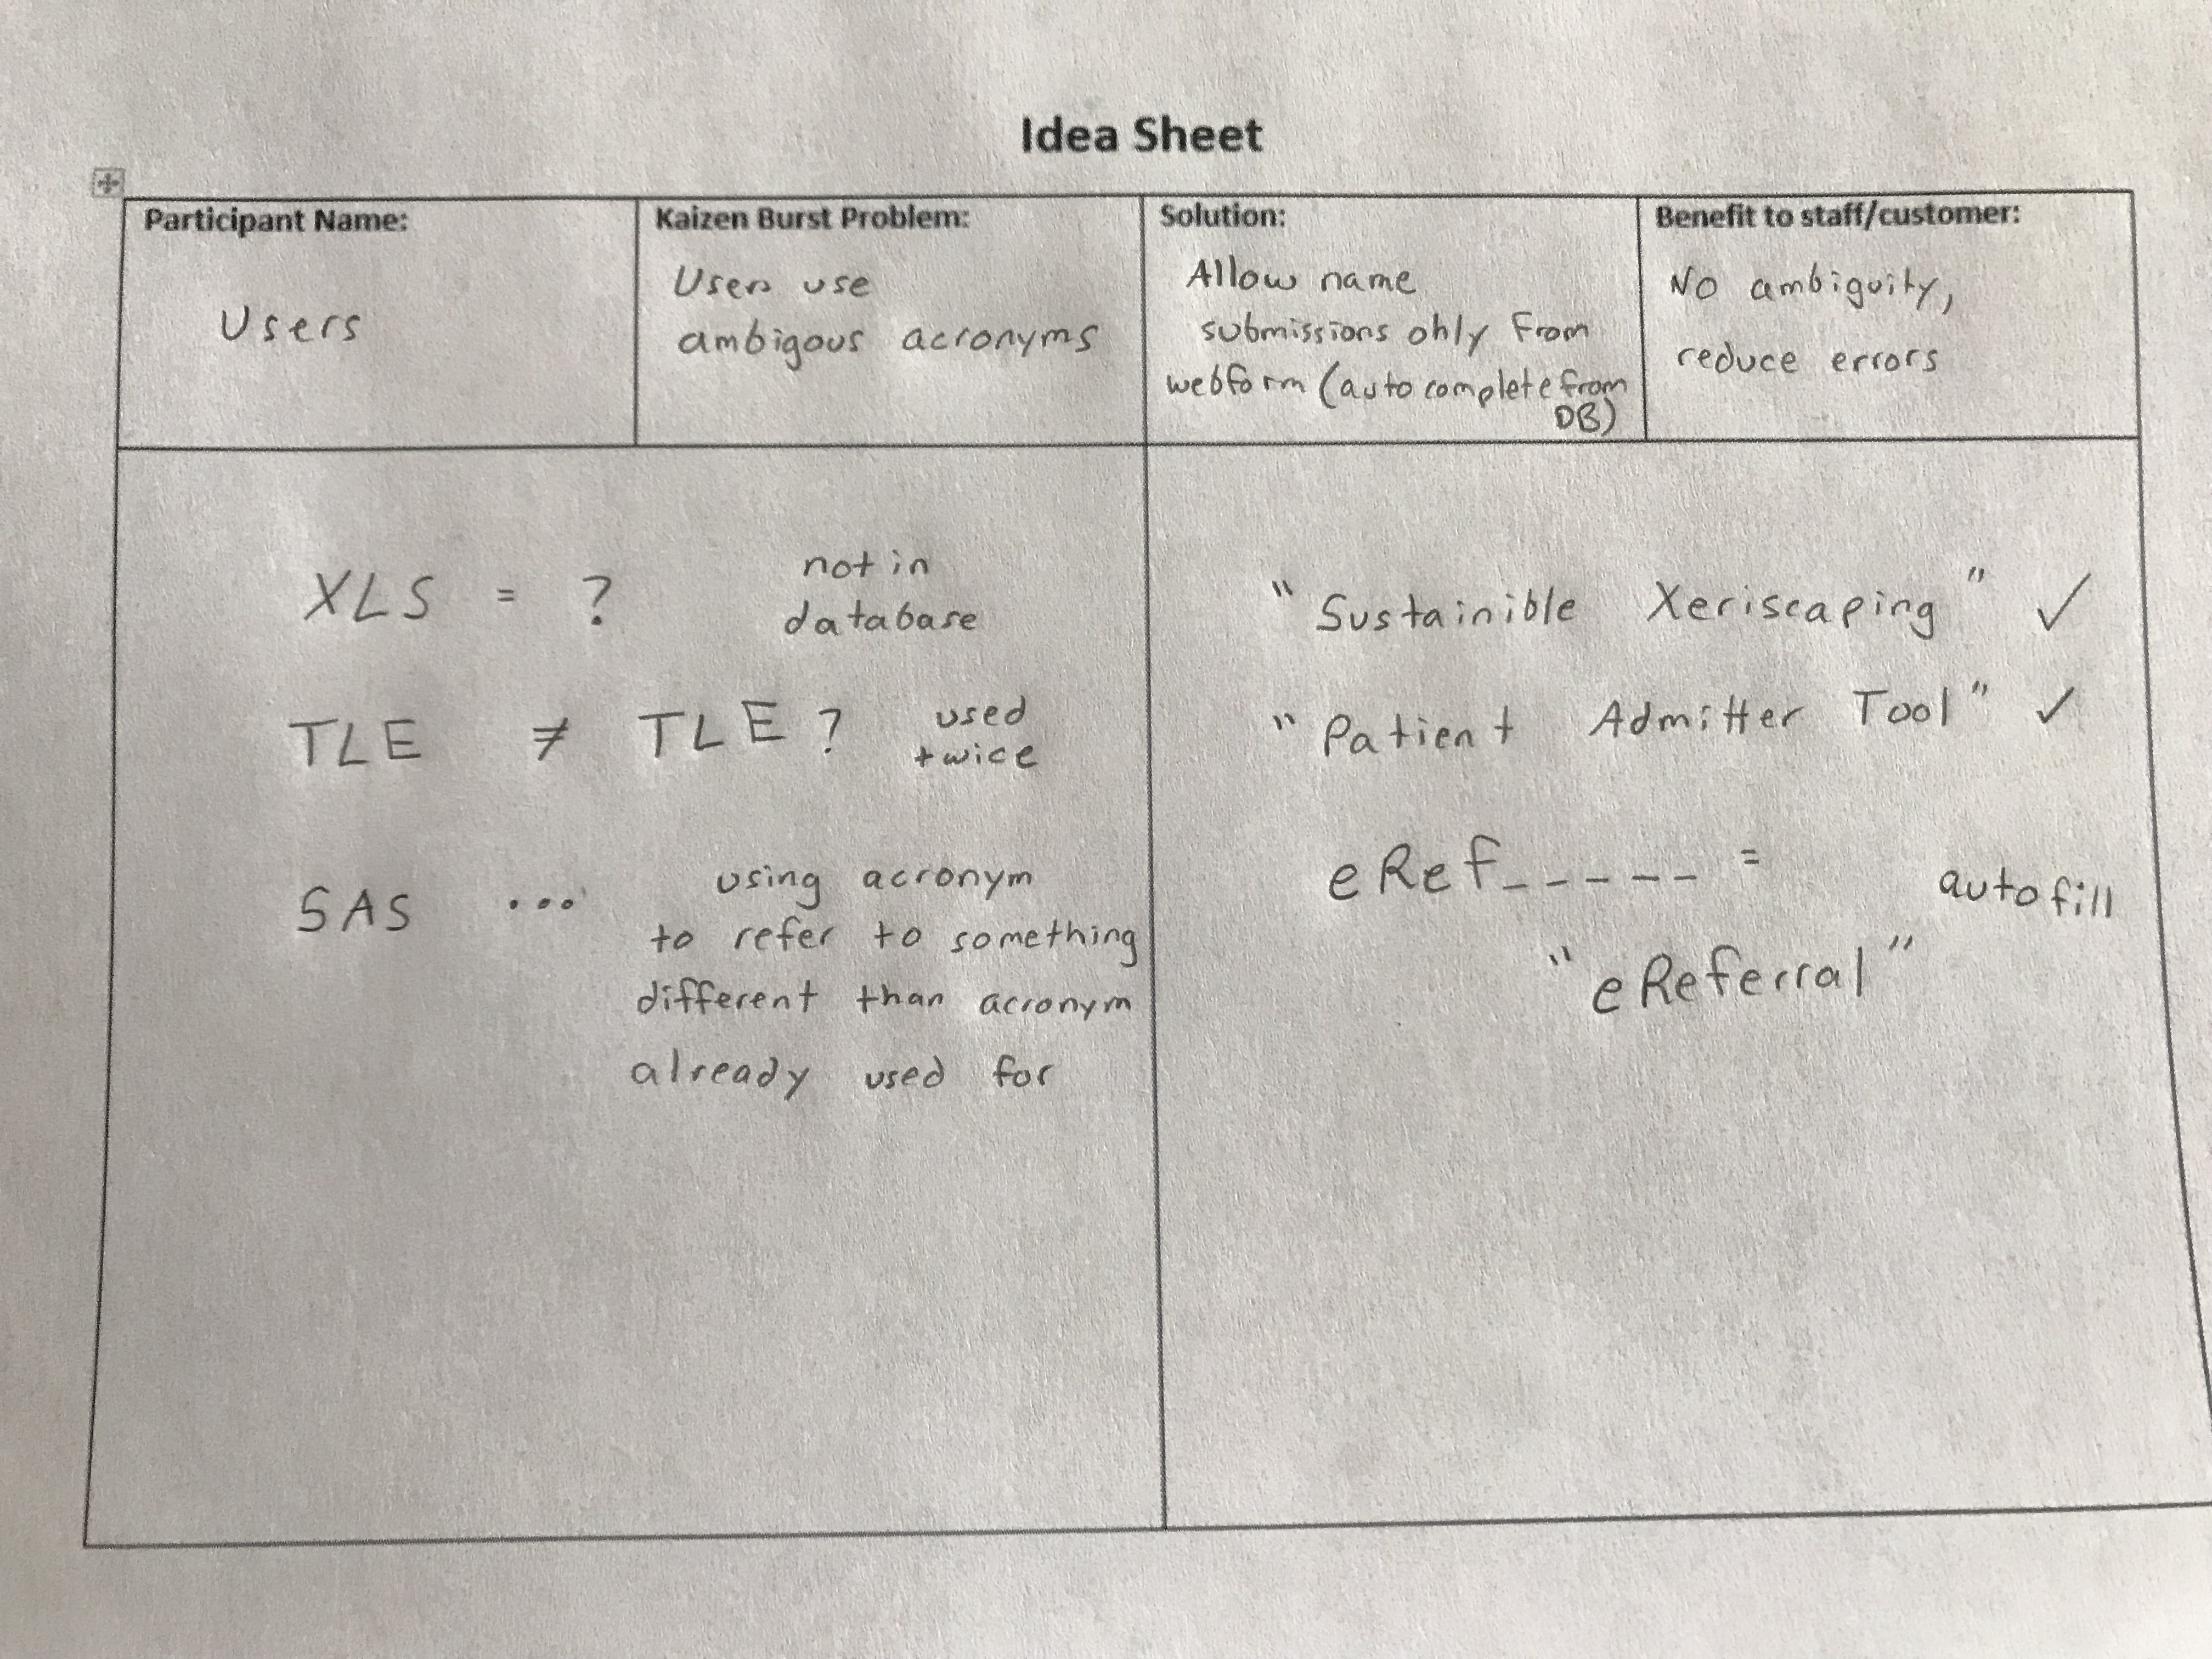 Idea Sheet
Participant Name:
Users
Kaizen Burst Problem:
Users use
ambigous acronyms
Solution:
Allow name
submissions only from
webform (autocomplete from
DB)
Benefit to staff/customer:
No ambiguity,
reduce errors
XLS = ? not in
database
TLE ≠ TLE? used
twice
SAS ... using acronym
to refer to something
different than acronym
already used for
"Sustainible Xeriscaping" ✓
"Patient Admitter Tool" ✓
eRef_ _ _ _ _ = autofill
"eReferral"